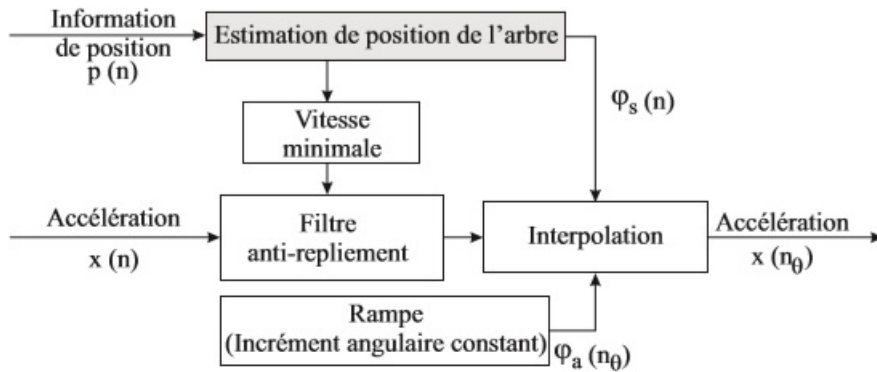 Information
de position
p (n)
Estimation de position de l'arbre
φs (n)
Vitesse
minimale
Accélération
x (n)
Filtre
anti-repliement
Interpolation
Accélération
x (nθ)
Rampe
(Incrément angulaire constant)
φa (nθ)